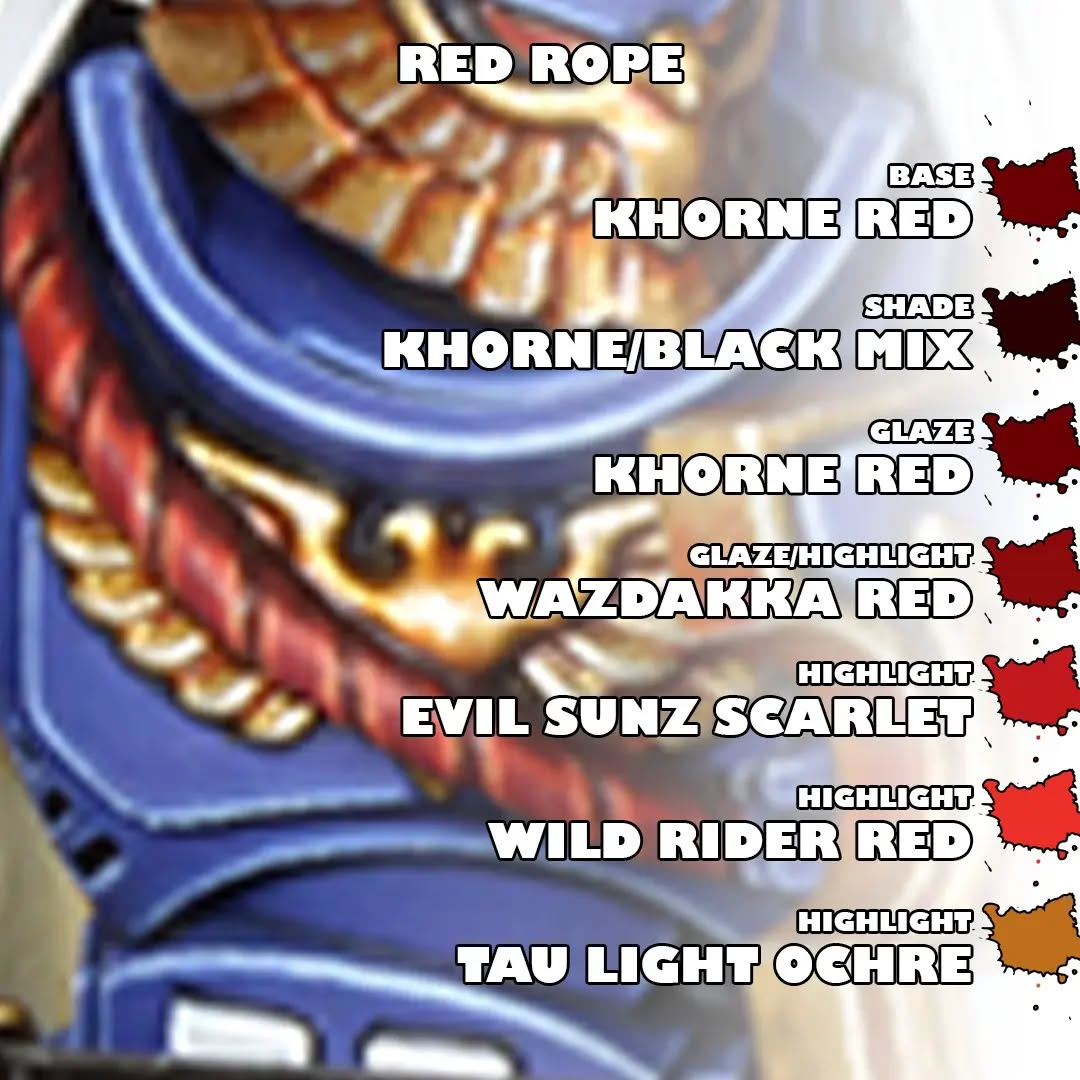 RED ROPE
BASE
KHORNE RED
SHADE
KHORNE/BLACK MIX
GLAZE
KHORNE RED
GLAZE/HIGHLIGHT
WAZDAKKA RED
HIGHLIGHT
EVIL SUNZ SCARLET
HIGHLIGHT
WILD RIDER RED
HIGHLIGHT
TAU LIGHT OCHRE